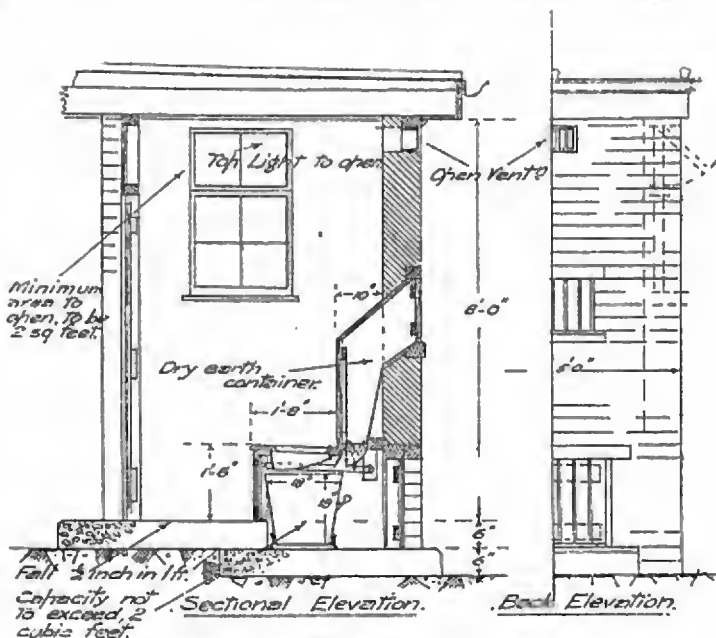 Top Light to open
Open Vent?
Minimum
area to
open, to be
2 sq feet.
10"
8'-0"
Dry earth
container.
5'-0"
1'-8"
1'-6"
18"
15"
6"
6"
Fall ½ inch in 1ft.
Capacity not
to exceed, 2
cubic feet.
Sectional Elevation.
Back Elevation.